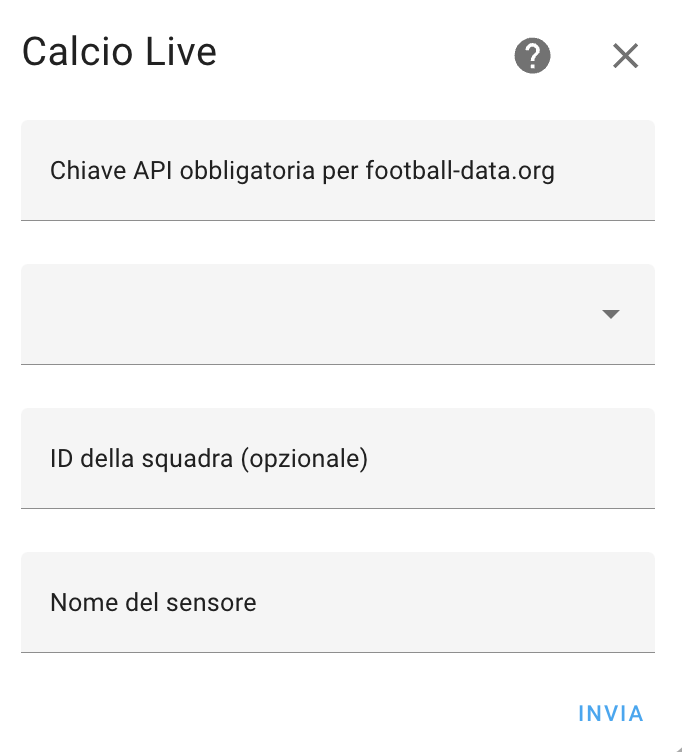 Calcio Live
Chiave API obbligatoria per football-data.org
ID della squadra (opzionale)
Nome del sensore
INVIA